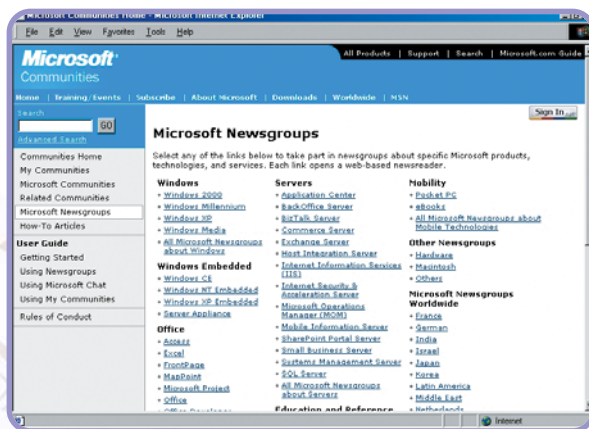 Microsoft Communities Home - Microsoft Internet Explorer
File Edit View Favorites Tools Help
All Products | Support | Search | Microsoft.com Guide
Microsoft
Communities
Home | Training/Events | Subscribe | About Microsoft | Downloads | Worldwide | MSN
Search
GO
Advanced Search
Communities Home
My Communities
Microsoft Communities
Related Communities
Microsoft Newsgroups
How-To Articles
User Guide
Getting Started
Using Newsgroups
Using Microsoft Chat
Using My Communities
Rules of Conduct
Sign In
Microsoft Newsgroups
Select any of the links below to take part in newsgroups about specific Microsoft products,
technologies, and services. Each link opens a web-based newsreader.
Windows
• Windows 2000
• Windows Millennium
• Windows XP
• Windows Media
• All Microsoft Newsgroups
about Windows
Windows Embedded
• Windows CE
• Windows NT Embedded
• Windows XP Embedded
• Server Appliance
Office
• Access
• Excel
• FrontPage
• MapPoint
• Microsoft Project
• Office
• Office Developer
Servers
• Application Center
• BackOffice Server
• BizTalk Server
• Commerce Server
• Exchange Server
• Host Integration Server
• Internet Information Services
(IIS)
• Internet Security &
Acceleration Server
• Microsoft Operations
Manager (MOM)
• Mobile Information Server
• SharePoint Portal Server
• Small Business Server
• Systems Management Server
• SQL Server
• All Microsoft Newsgroups
about Servers
Education and Reference
Mobility
• Pocket PC
• eBooks
• All Microsoft Newsgroups about
Mobile Technologies
Other Newsgroups
• Hardware
• Macintosh
• Others
Microsoft Newsgroups
Worldwide
• France
• German
• India
• Israel
• Japan
• Korea
• Latin America
• Middle East
• Netherlands
Internet